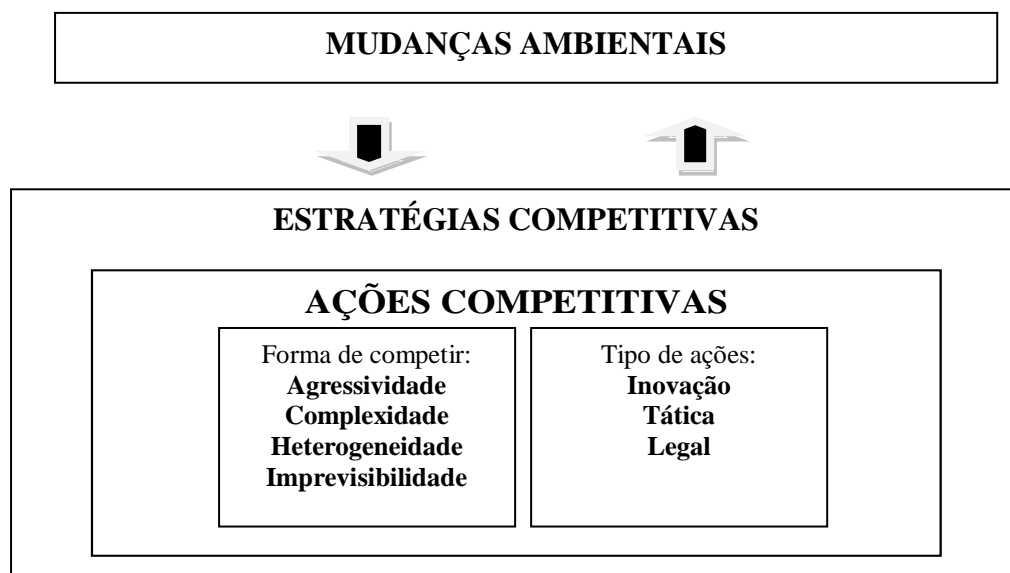 MUDANÇAS AMBIENTAIS
ESTRATÉGIAS COMPETITIVAS
AÇÕES COMPETITIVAS
Forma de competir:
Agressividade
Complexidade
Heterogeneidade
Imprevisibilidade
Tipo de ações:
Inovação
Tática
Legal